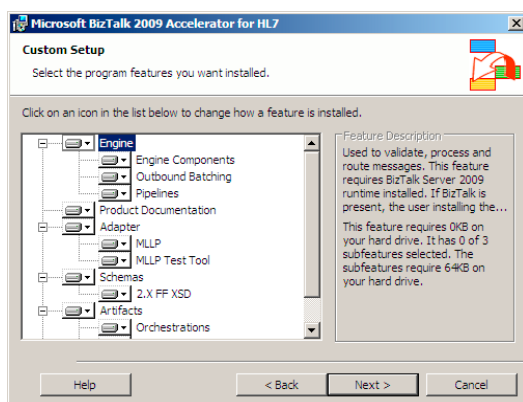 Microsoft BizTalk 2009 Accelerator for HL7
Custom Setup
Select the program features you want installed.
Click on an icon in the list below to change how a feature is installed.
Engine
Engine Components
Outbound Batching
Pipelines
Product Documentation
Adapter
MLLP
MLLP Test Tool
Schemas
2.X FF XSD
Artifacts
Orchestrations
Feature Description
Used to validate, process and
route messages. This feature
requires BizTalk Server 2009
runtime installed. If BizTalk is
present, the user installing the...
This feature requires 0KB on
your hard drive. It has 0 of 3
subfeatures selected. The
subfeatures require 64KB on
your hard drive.
Help
< Back
Next >
Cancel